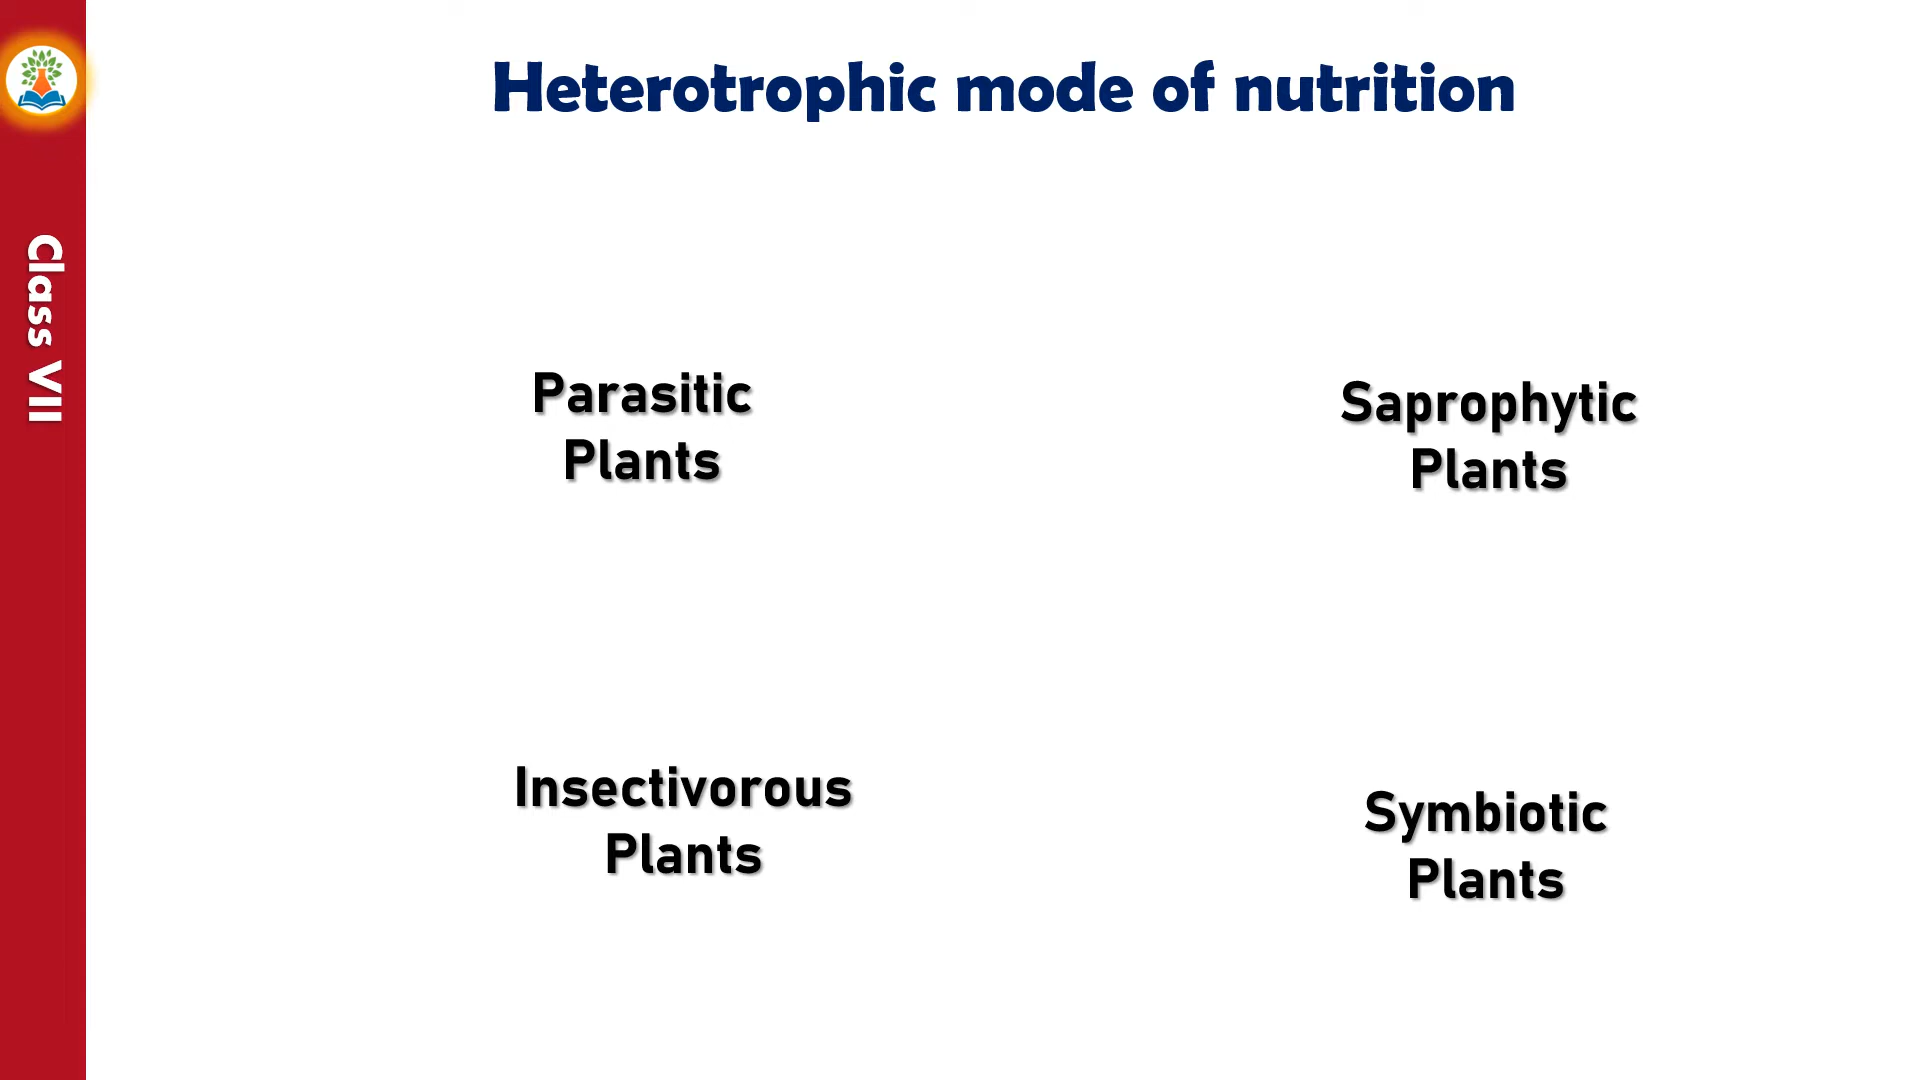 Heterotrophic mode of nutrition
Class VII
Parasitic
Plants
Saprophytic
Plants
Insectivorous
Plants
Symbiotic
Plants